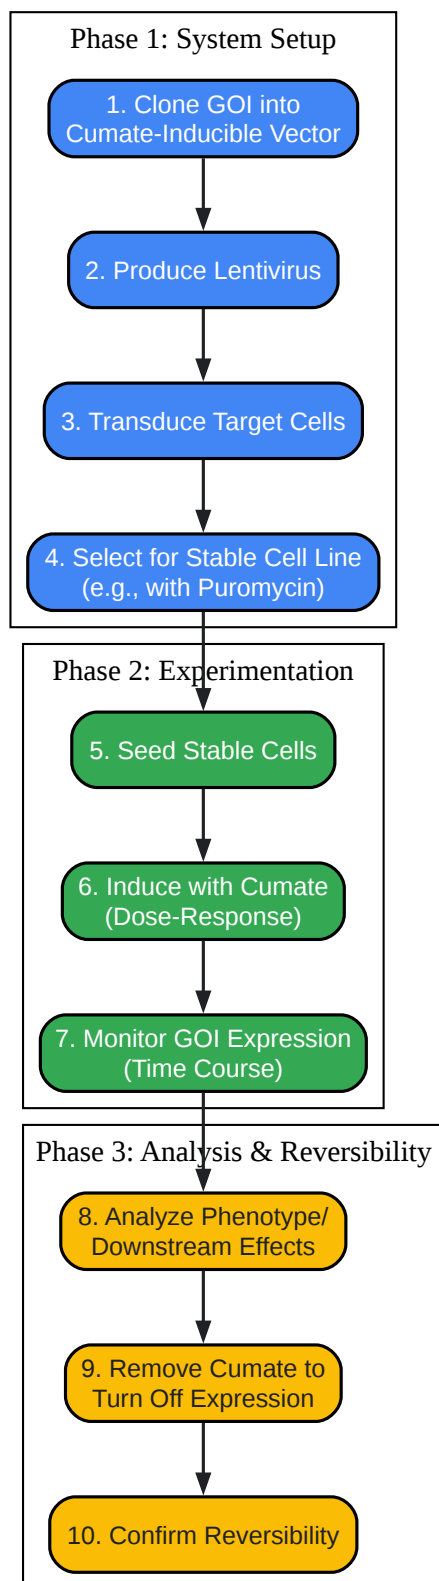 Phase 1: System Setup
1. Clone GOI into
Cumate-Inducible Vector
2. Produce Lentivirus
3. Transduce Target Cells
4. Select for Stable Cell Line
(e.g., with Puromycin)
Phase 2: Experimentation
5. Seed Stable Cells
6. Induce with Cumate
(Dose-Response)
7. Monitor GOI Expression
(Time Course)
Phase 3: Analysis & Reversibility
8. Analyze Phenotype/
Downstream Effects
9. Remove Cumate to
Turn Off Expression
10. Confirm Reversibility